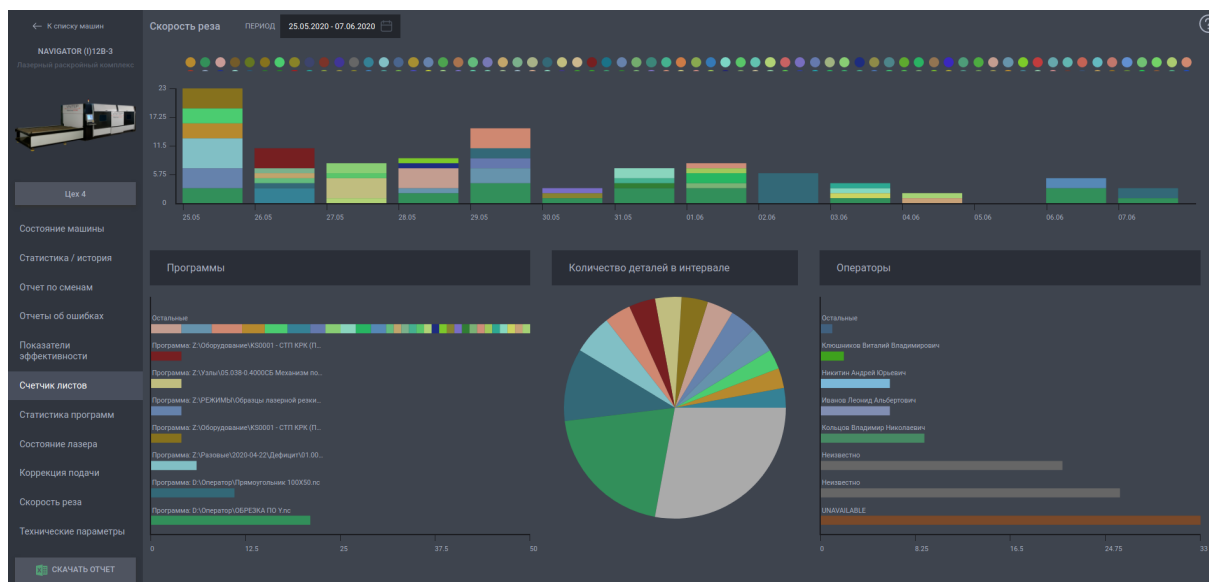 ← К списку машин
NAVIGATOR (I)12B-3
Лазерный раскройный комплекс
Цех 4
Состояние машины
Статистика / история
Отчет по сменам
Отчеты об ошибках
Показатели
эффективности
Счетчик листов
Статистика программ
Состояние лазера
Коррекция подачи
Скорость реза
Технические параметры
СКАЧАТЬ ОТЧЕТ
Скорость реза ПЕРИОД 25.05.2020 - 07.06.2020
?
23
17.25
11.5
5.75
0
25.05 26.05 27.05 28.05 29.05 30.05 31.05 01.06 02.06 03.06 04.06 05.06 06.06 07.06
Программы
Остальные
Программа: Z:\Оборудование\KS0001 - СТП КРК (П...
Программа: Z:\Узлы\05.038-0.4000СБ Механизм по...
Программа: Z:\РЕЖИМЫ\Образцы лазерной резки...
Программа: Z:\Оборудование\KS0001 - СТП КРК (П...
Программа: Z:\Разовые\2020-04-22\Дефицит\01.00...
Программа: D:\Оператор\Прямоугольник 100X50.nc
Программа: D:\Оператор\ОБРЕЗКА ПО Y.nc
0 12.5 25 37.5 50
Количество деталей в интервале
Операторы
Остальные
Клюшников Виталий Владимирович
Никитин Андрей Юрьевич
Иванов Леонид Альбертович
Кольцов Владимир Николаевич
Неизвестно
Неизвестно
UNAVAILABLE
0 8.25 16.5 24.75 33